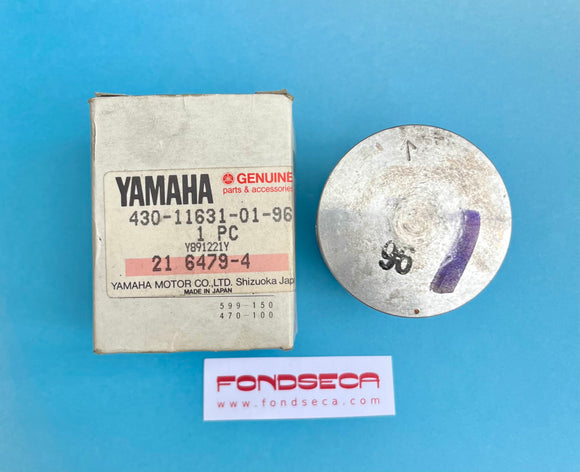 YAMAHA
GENUINE
parts & accessories
430-11631-01-96
1 PC
Y891221Y
21 6479-4
YAMAHA MOTOR CO.,LTD. Shizuoka Jap
MADE IN JAPAN
599-150
470-100
96
FONDSECA
www.fondseca.com